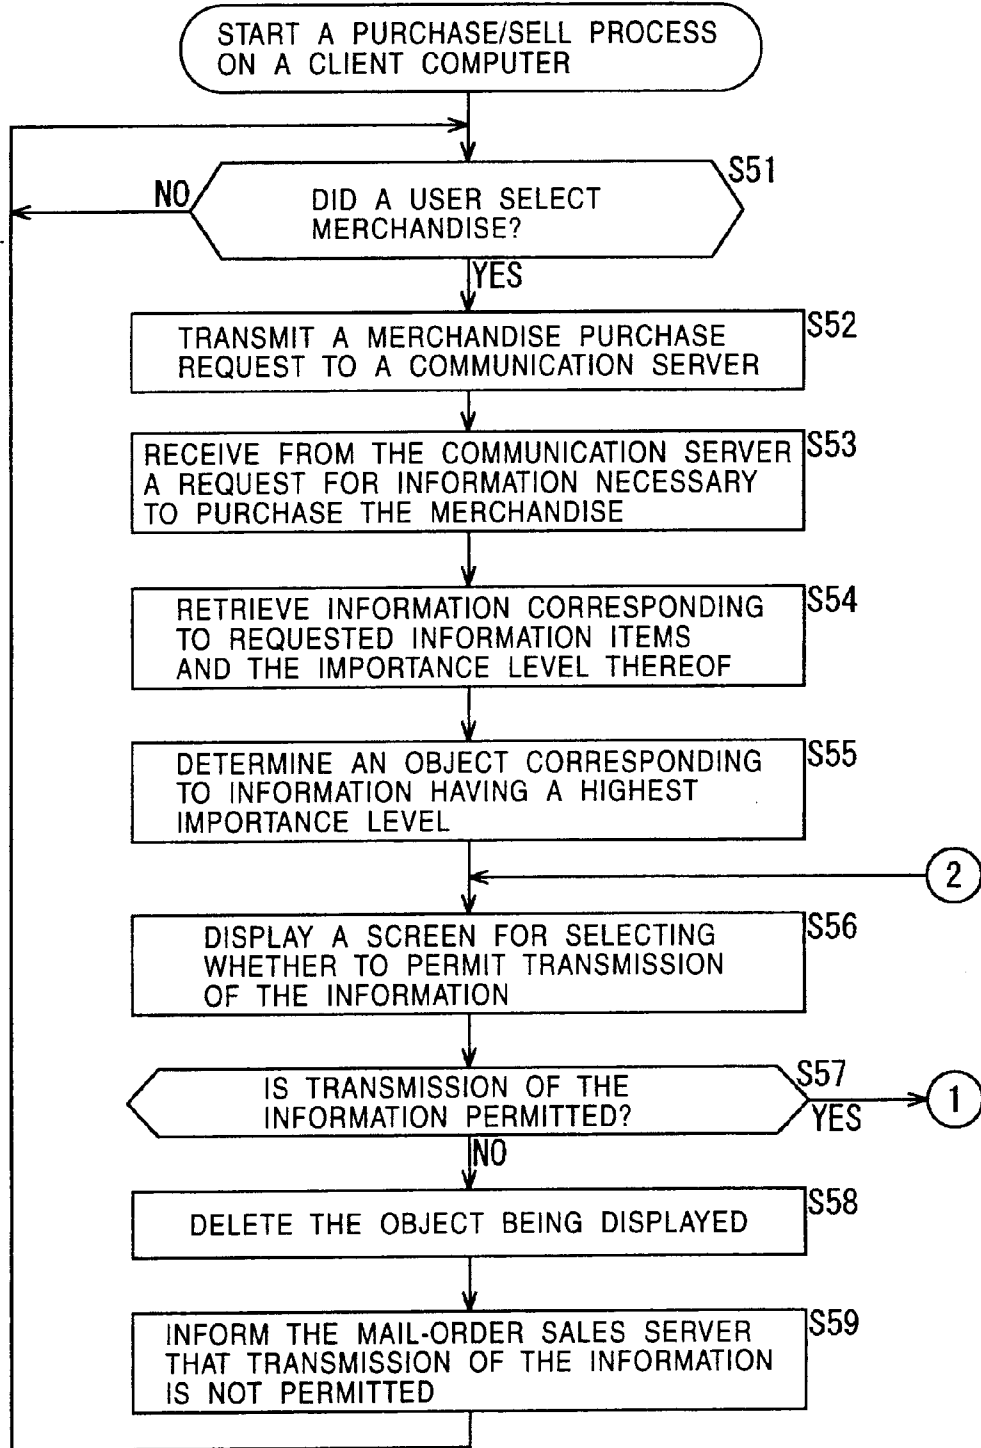 START A PURCHASE/SELL PROCESS
ON A CLIENT COMPUTER
S51
NO
DID A USER SELECT
MERCHANDISE?
YES
S52
TRANSMIT A MERCHANDISE PURCHASE
REQUEST TO A COMMUNICATION SERVER
S53
RECEIVE FROM THE COMMUNICATION SERVER
A REQUEST FOR INFORMATION NECESSARY
TO PURCHASE THE MERCHANDISE
S54
RETRIEVE INFORMATION CORRESPONDING
TO REQUESTED INFORMATION ITEMS
AND THE IMPORTANCE LEVEL THEREOF
S55
DETERMINE AN OBJECT CORRESPONDING
TO INFORMATION HAVING A HIGHEST
IMPORTANCE LEVEL
2
S56
DISPLAY A SCREEN FOR SELECTING
WHETHER TO PERMIT TRANSMISSION
OF THE INFORMATION
S57
IS TRANSMISSION OF THE
INFORMATION PERMITTED?
YES
1
NO
S58
DELETE THE OBJECT BEING DISPLAYED
S59
INFORM THE MAIL-ORDER SALES SERVER
THAT TRANSMISSION OF THE INFORMATION
IS NOT PERMITTED